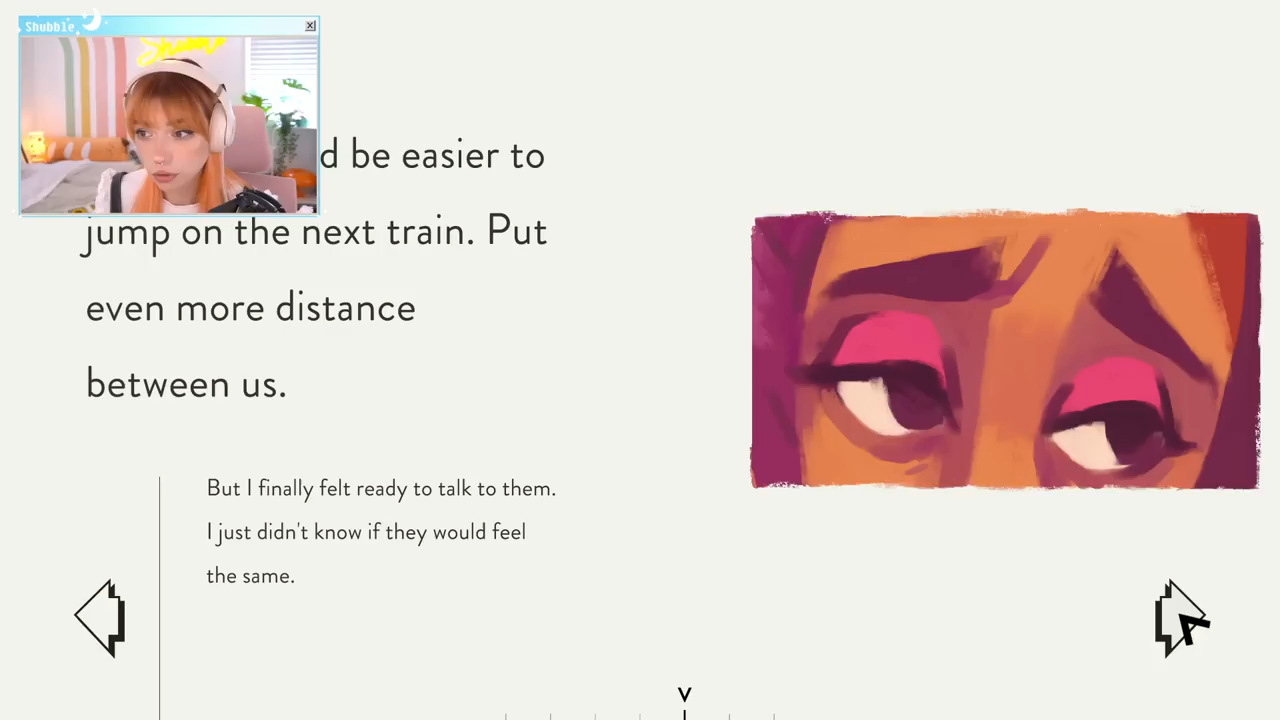 Shubble
Shubble
d be easier to
jump on the next train. Put
even more distance
between us.
But I finally felt ready to talk to them.
I just didn't know if they would feel
the same.